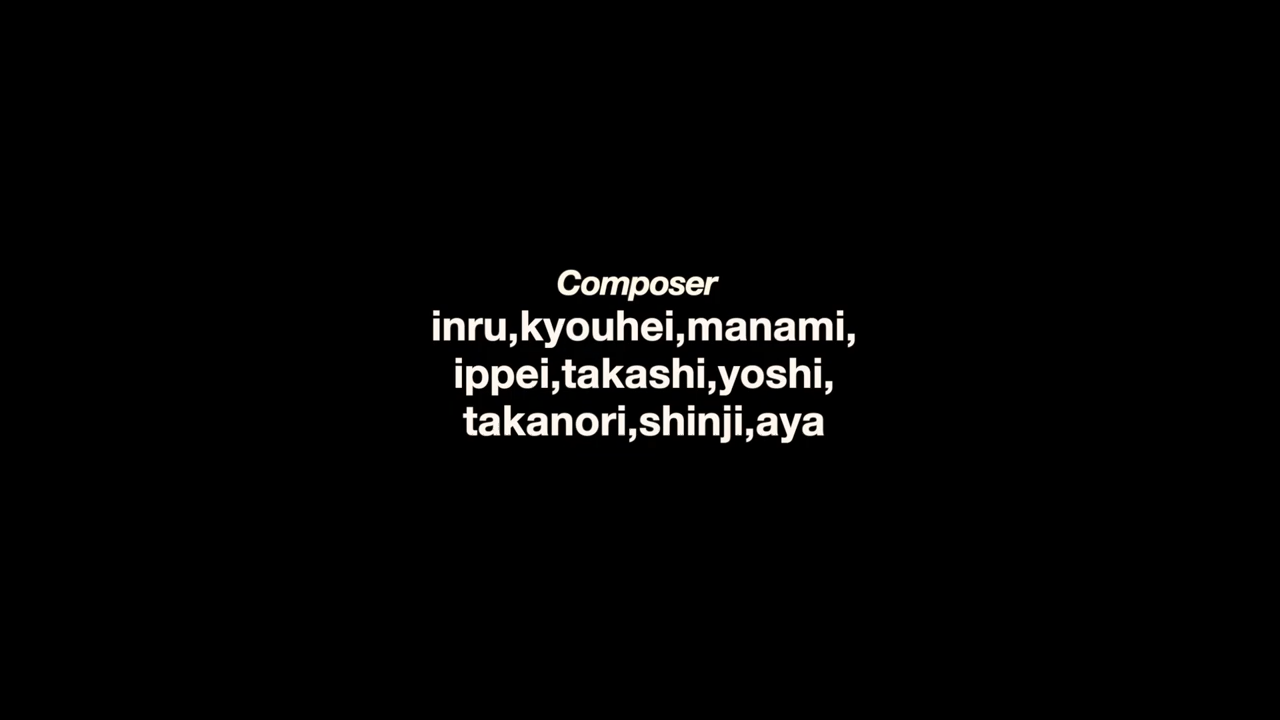 Composer
inru,kyouhei,manami,
ippei,takashi,yoshi,
takanori,shinji,aya